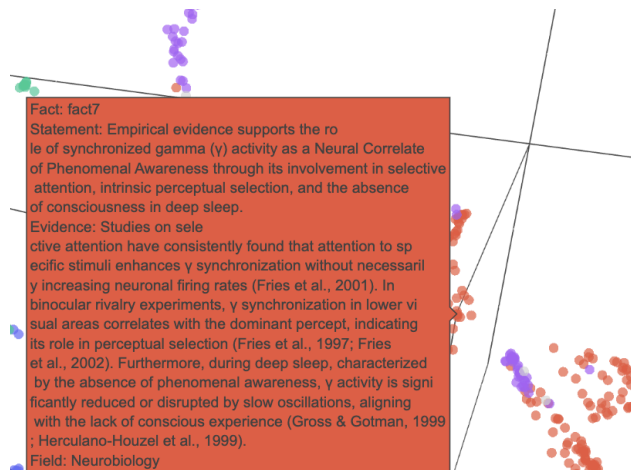 Fact: fact7
Statement: Empirical evidence supports the ro
le of synchronized gamma (γ) activity as a Neural Correlate
of Phenomenal Awareness through its involvement in selective
attention, intrinsic perceptual selection, and the absence
of consciousness in deep sleep.
Evidence: Studies on sele
ctive attention have consistently found that attention to sp
ecific stimuli enhances γ synchronization without necessaril
y increasing neuronal firing rates (Fries et al., 2001). In
binocular rivalry experiments, γ synchronization in lower vi
sual areas correlates with the dominant percept, indicating
its role in perceptual selection (Fries et al., 1997; Fries
et al., 2002). Furthermore, during deep sleep, characterized
by the absence of phenomenal awareness, γ activity is signi
ficantly reduced or disrupted by slow oscillations, aligning
with the lack of conscious experience (Gross & Gotman, 1999
; Herculano-Houzel et al., 1999).
Field: Neurobiology